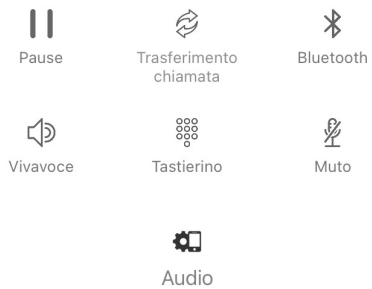 Pause
Trasferimento
chiamata
Bluetooth
Vivavoce
Tastierino
Muto
Audio